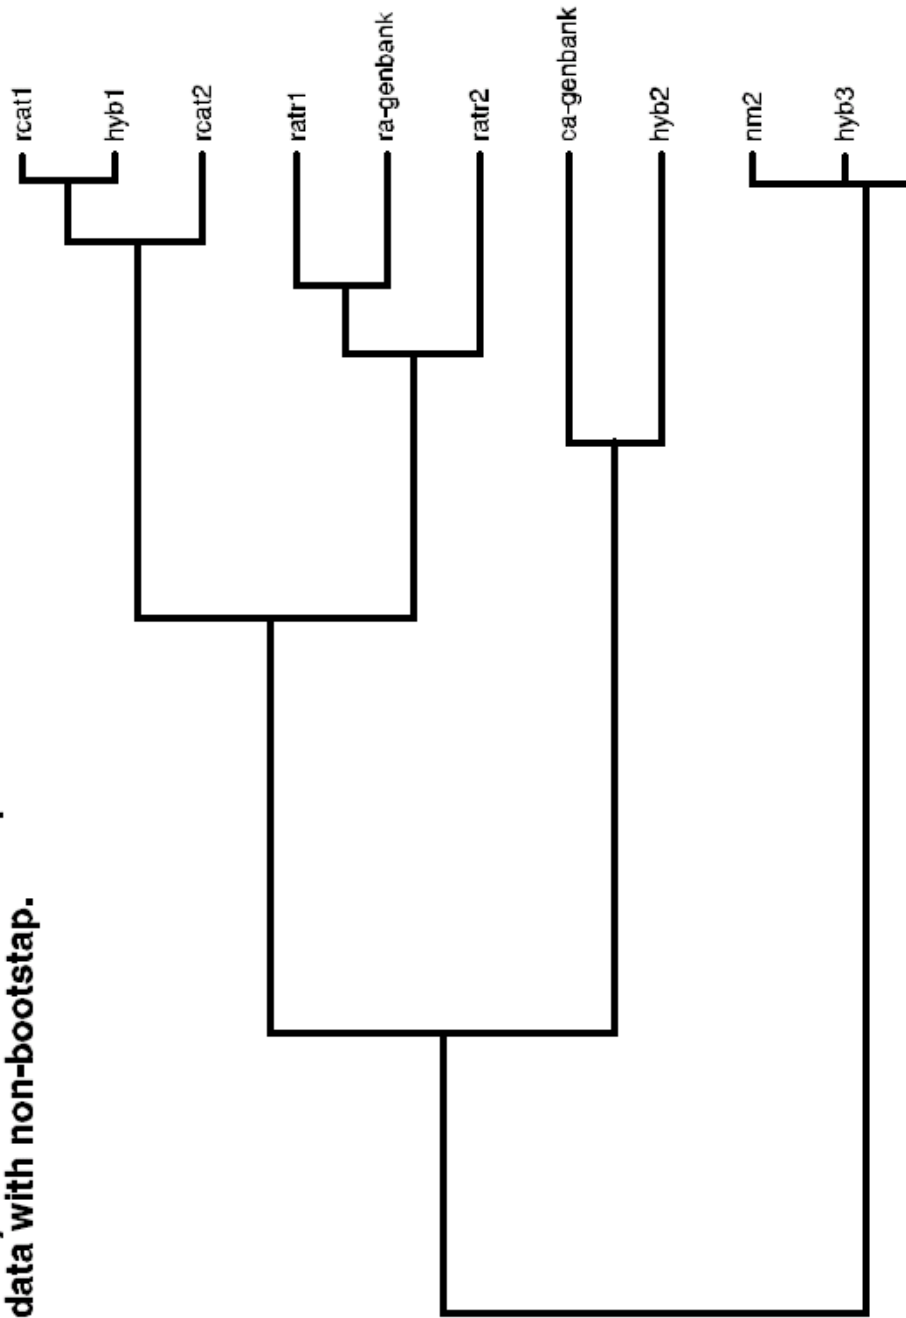 data with non-bootstap.
rcat1
hyb1
rcat2
ratr1
ra-genbank
ratr2
ca-genbank
hyb2
nm2
hyb3